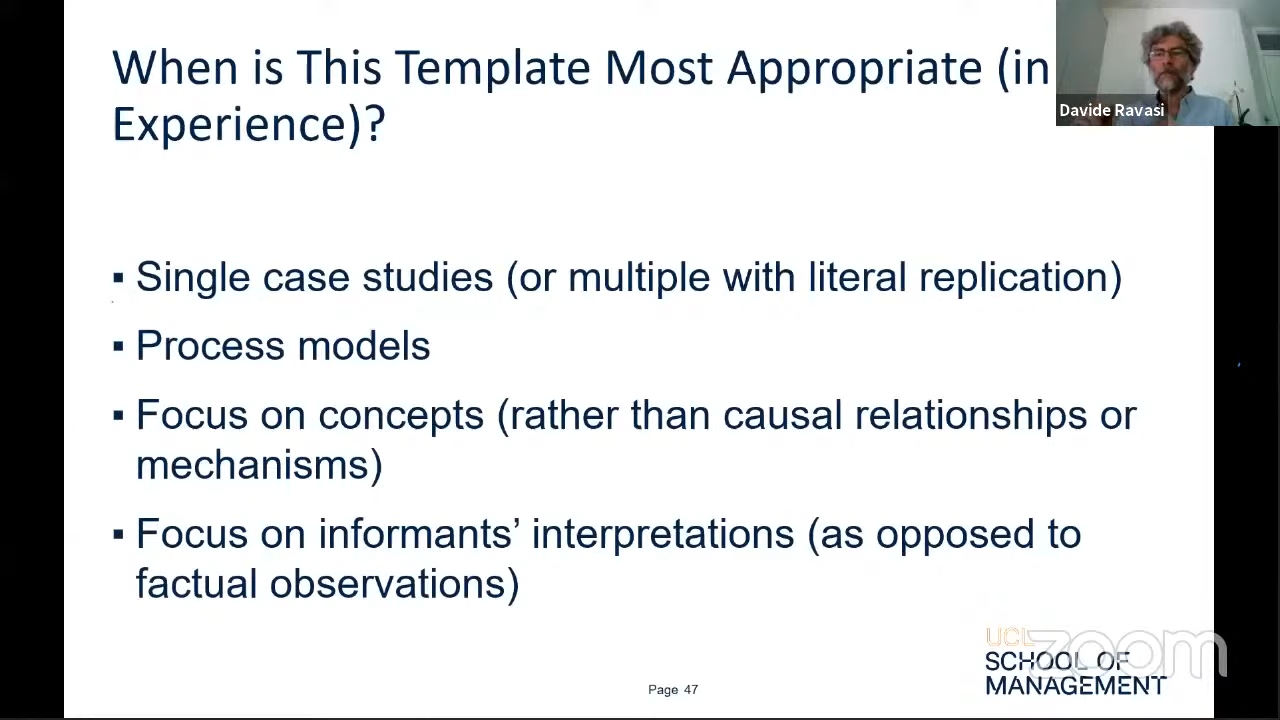 When is This Template Most Appropriate (in
Experience)?
Davide Ravasi
▪ Single case studies (or multiple with literal replication)
▪ Process models
▪ Focus on concepts (rather than causal relationships or
mechanisms)
▪ Focus on informants’ interpretations (as opposed to
factual observations)
UCL
zoom
SCHOOL OF
MANAGEMENT
Page 47